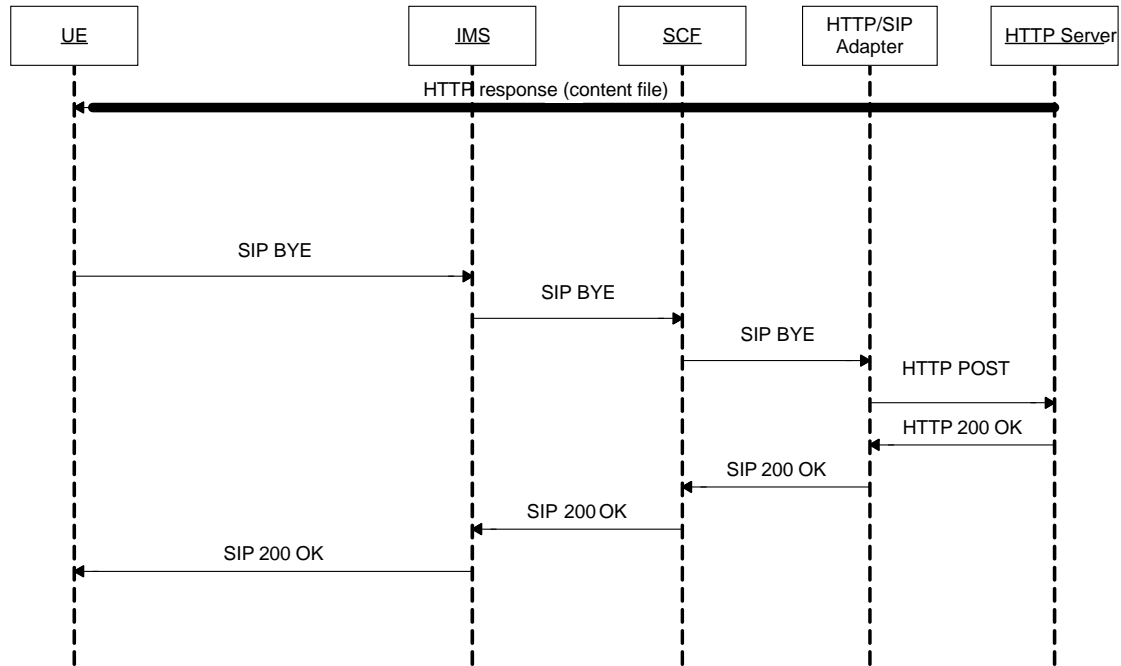 UE
IMS
SCF
HTTP/SIP
Adapter
HTTP Server
HTTP response (content file)
SIP BYE
SIP BYE
SIP BYE
HTTP POST
HTTP 200 OK
SIP 200 OK
SIP 200 OK
SIP 200 OK